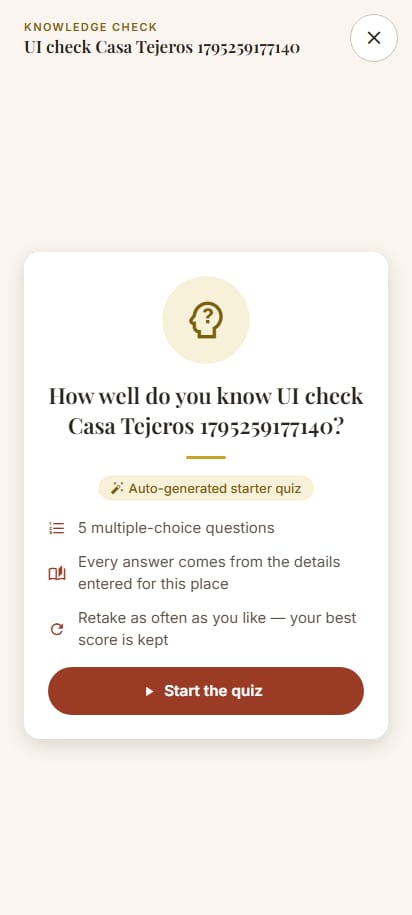 KNOWLEDGE CHECK
UI check Casa Tejeros 1795259177140
How well do you know UI check
Casa Tejeros 1795259177140?
Auto-generated starter quiz
5 multiple-choice questions
Every answer comes from the details
entered for this place
Retake as often as you like — your best
score is kept
Start the quiz